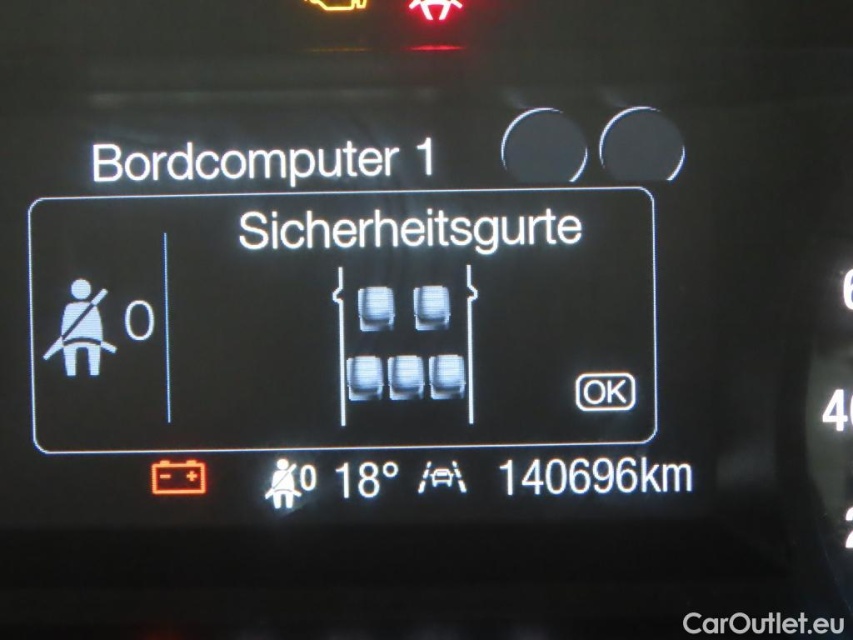 Bordcomputer 1
Sicherheitsgurte
0
OK
0 18° 140696km
CarOutlet.eu